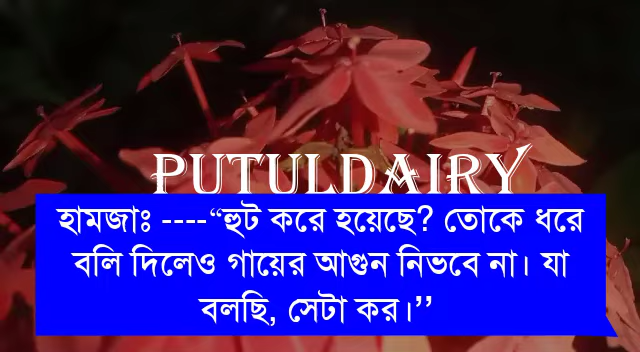 PUTULDAIRY
হামজাঃ ----“হুট করে হয়েছে? তোকে ধরে
বলি দিলেও গায়ের আগুন নিভবে না। যা
বলছি, সেটা কর।’’